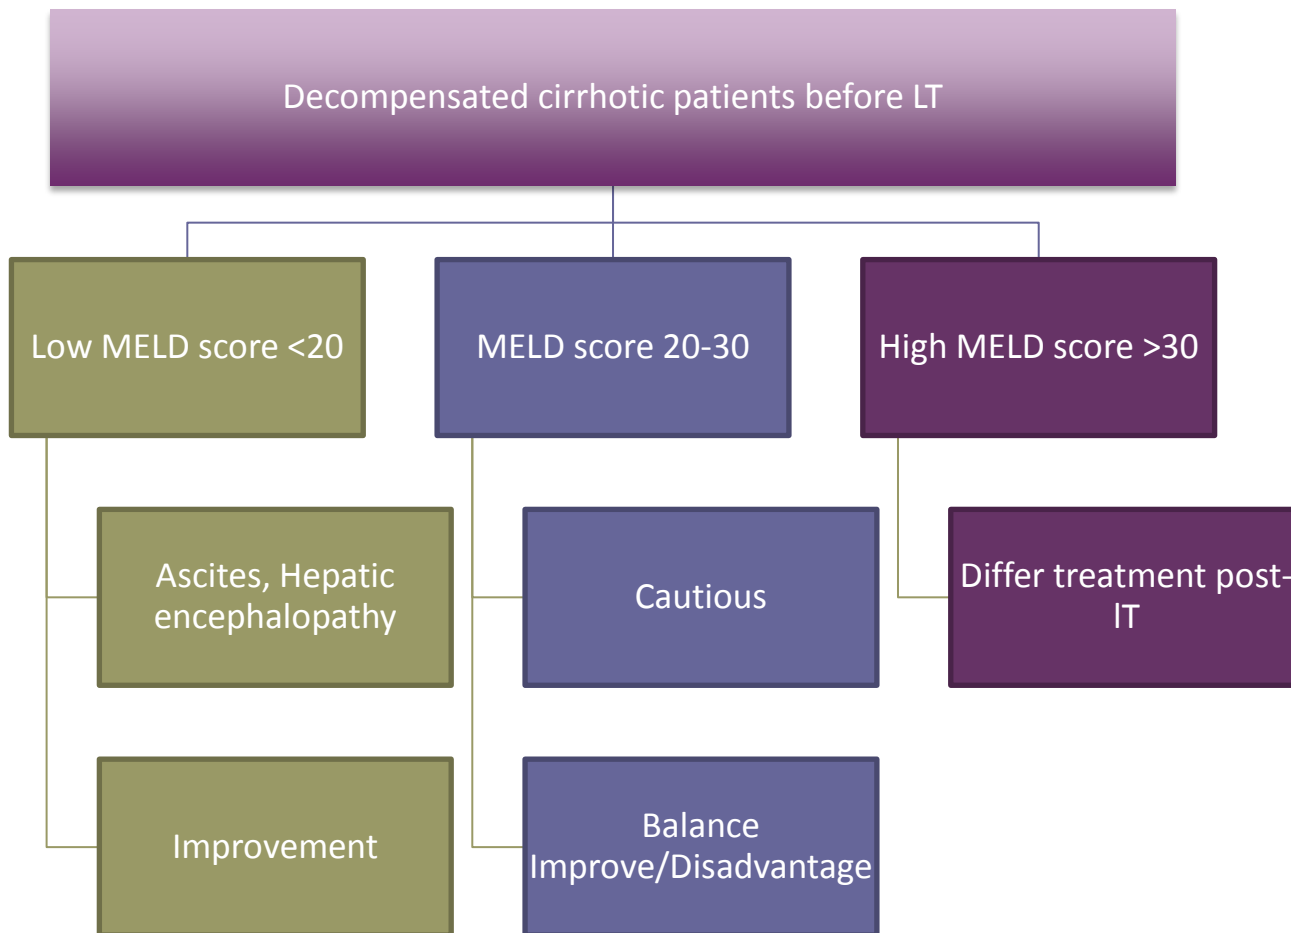 Decompensated cirrhotic patients before LT
Low MELD score <20
MELD score 20-30
High MELD score >30
Ascites, Hepatic
encephalopathy
Cautious
Differ treatment post-
lT
Improvement
Balance
Improve/Disadvantage